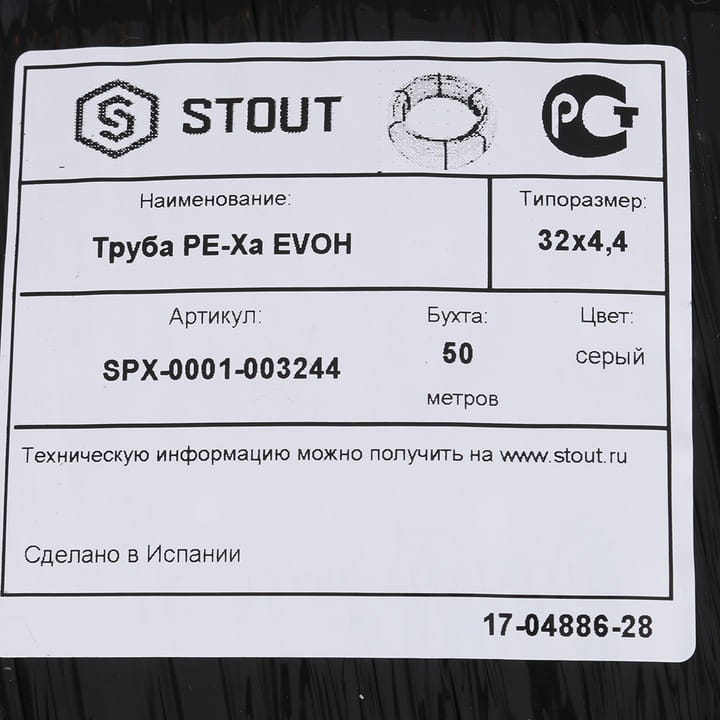 STOUT
РСТ
Наименование:
Труба PE-Xa EVOH
Типоразмер:
32x4,4
Артикул:
SPX-0001-003244
Бухта:
50
метров
Цвет:
серый
Техническую информацию можно получить на www.stout.ru
Сделано в Испании
17-04886-28